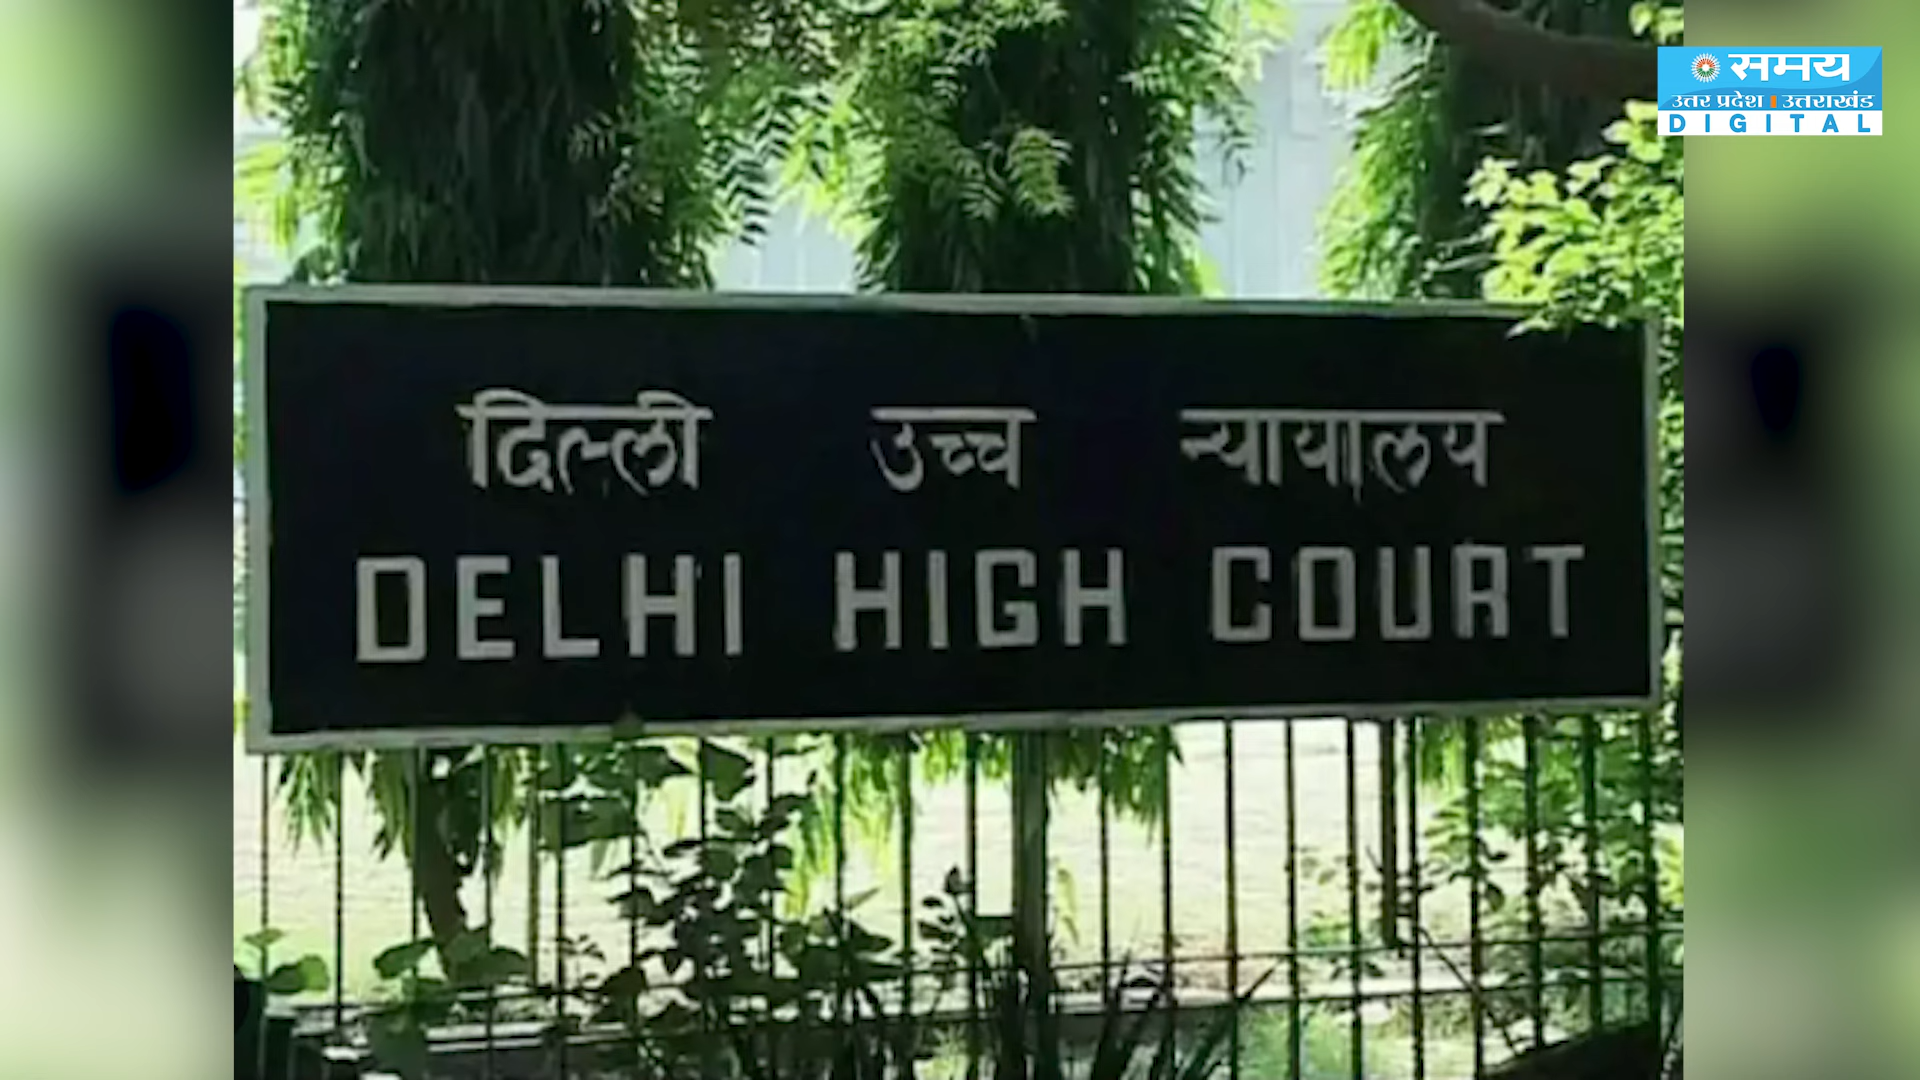 समय
उत्तर प्रदेश उत्तराखंड
DIGITAL
दिल्ली उच्च न्यायालय
DELHI HIGH COURT